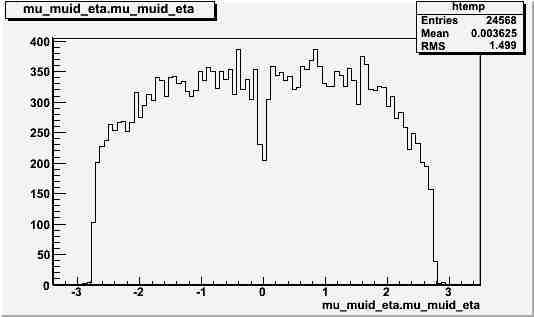 mu_muid_eta.mu_muid_eta
htemp
Entries 24568
Mean 0.003625
RMS 1.499
400
350
300
250
200
150
100
50
0
-3 -2 -1 0 1 2 3
mu_muid_eta.mu_muid_eta